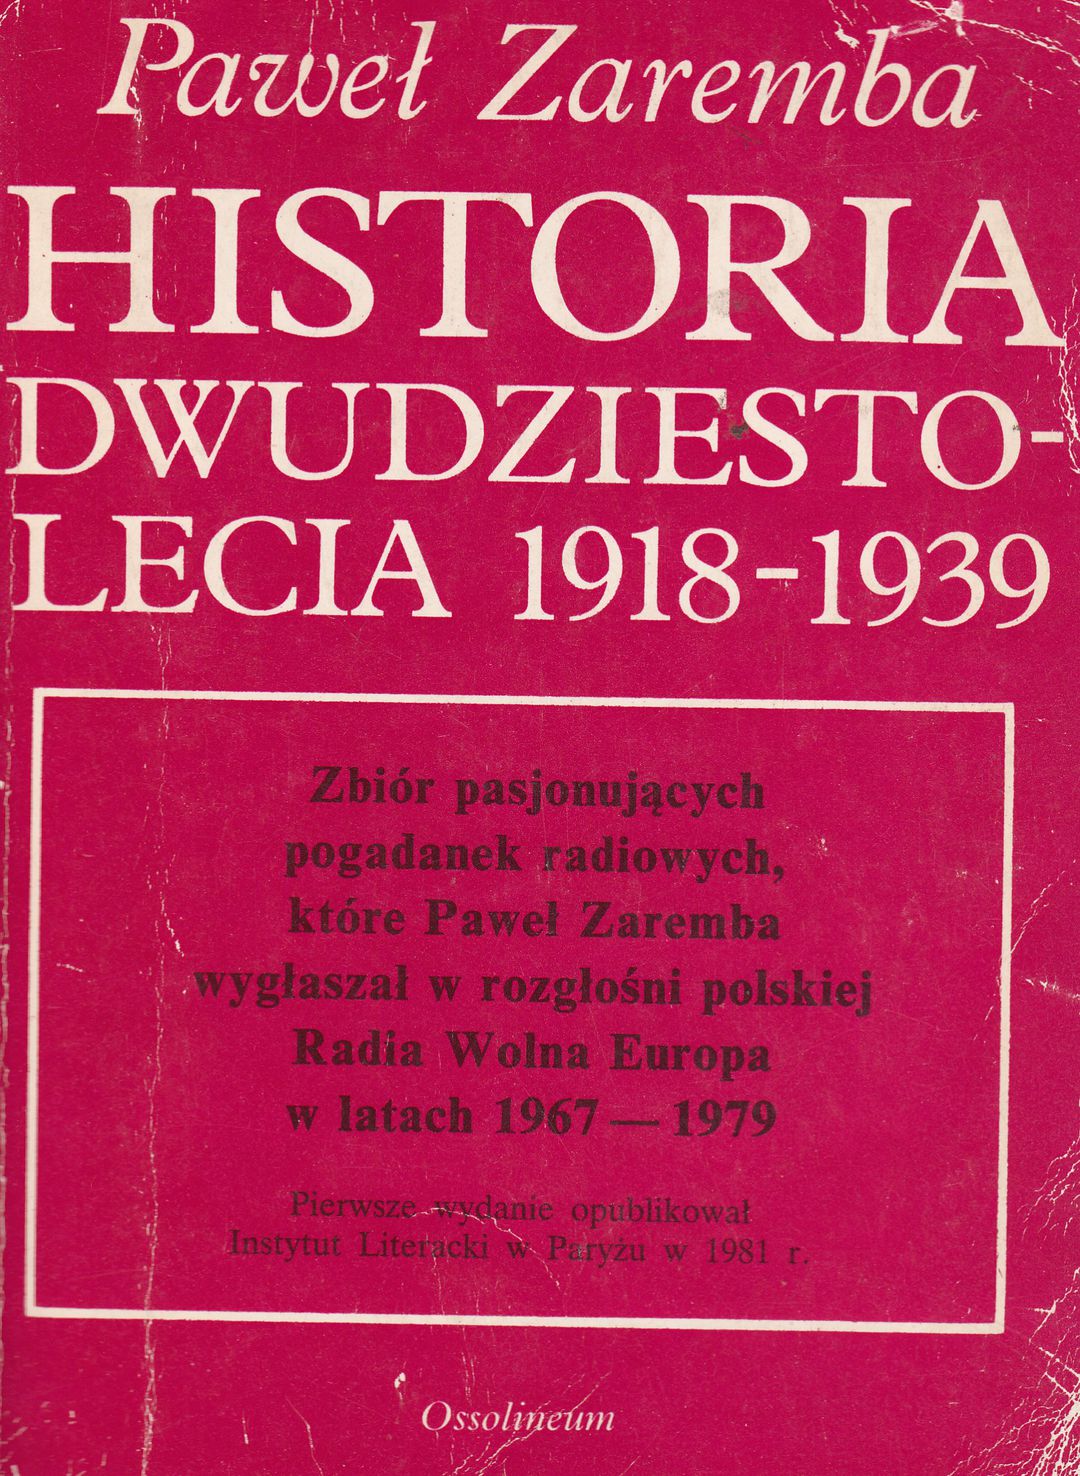 Paweł Zaremba
HISTORIA
DWUDZIESTO-
LECIA 1918-1939
Zbiór pasjonujących
pogadanek radiowych,
które Paweł Zaremba
wygłaszał w rozgłośni polskiej
Radia Wolna Europa
w latach 1967 — 1979
Pierwsze wydanie opublikował
Instytut Literacki w Paryżu w 1981 r.
Ossolineum